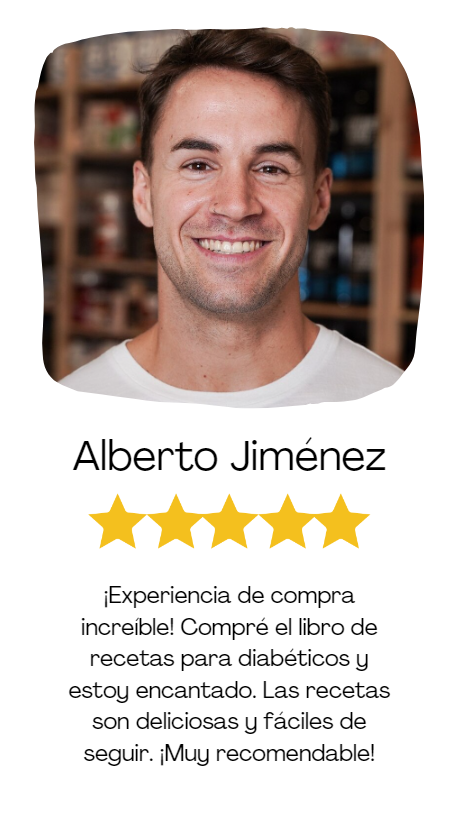 Alberto Jiménez
¡Experiencia de compra
increíble! Compré el libro de
recetas para diabéticos y
estoy encantado. Las recetas
son deliciosas y fáciles de
seguir. ¡Muy recomendable!